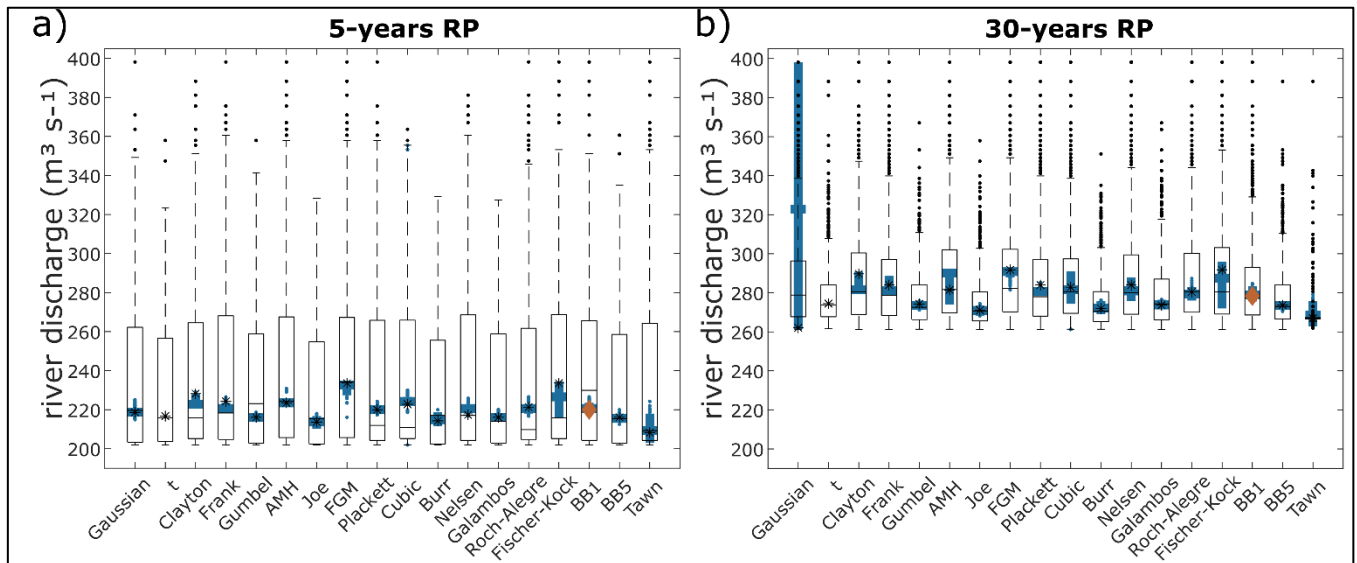 a)
5-years RP
river discharge (m³ s-¹)
400
380
360
340
320
300
280
260
240
220
200
Gaussian
t
Clayton
Frank
Gumbel
AMH
Joe
FGM
Plackett
Cubic
Burr
Nelsen
Galambos
Roch-Alegre
Fischer-Kock
BB1
BB5
Tawn
b)
30-years RP
river discharge (m³ s-¹)
400
380
360
340
320
300
280
260
240
220
200
Gaussian
t
Clayton
Frank
Gumbel
AMH
Joe
FGM
Plackett
Cubic
Burr
Nelsen
Galambos
Roch-Alegre
Fischer-Kock
BB1
BB5
Tawn